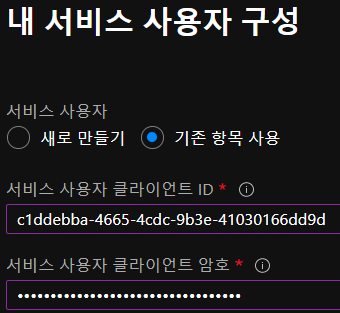 내 서비스 사용자 구성
서비스 사용자
새로 만들기 기존 항목 사용
서비스 사용자 클라이언트 ID *
c1ddebba-4665-4cdc-9b3e-41030166dd9d
서비스 사용자 클라이언트 암호 *
••••••••••••••••••••••••••••••••••